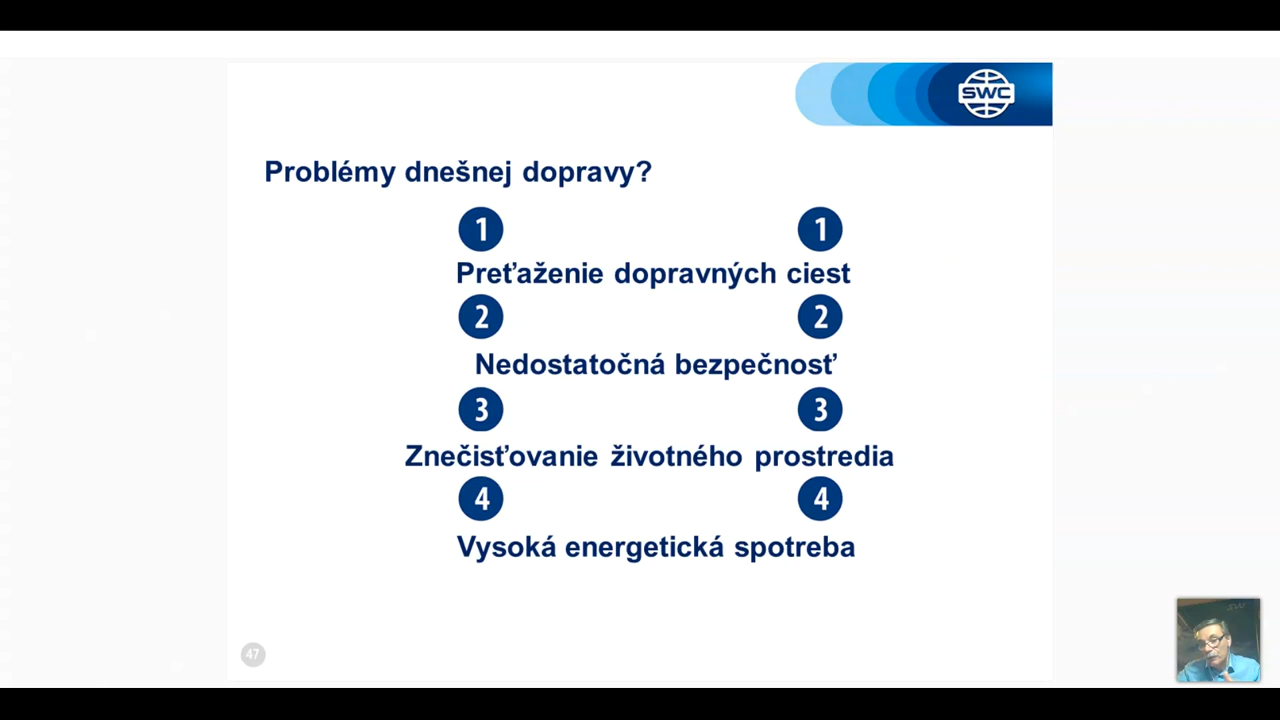 SWC
Problémy dnešnej dopravy?
1 1
Preťaženie dopravných ciest
2 2
Nedostatočná bezpečnosť
3 3
Znečisťovanie životného prostredia
4 4
Vysoká energetická spotreba
47